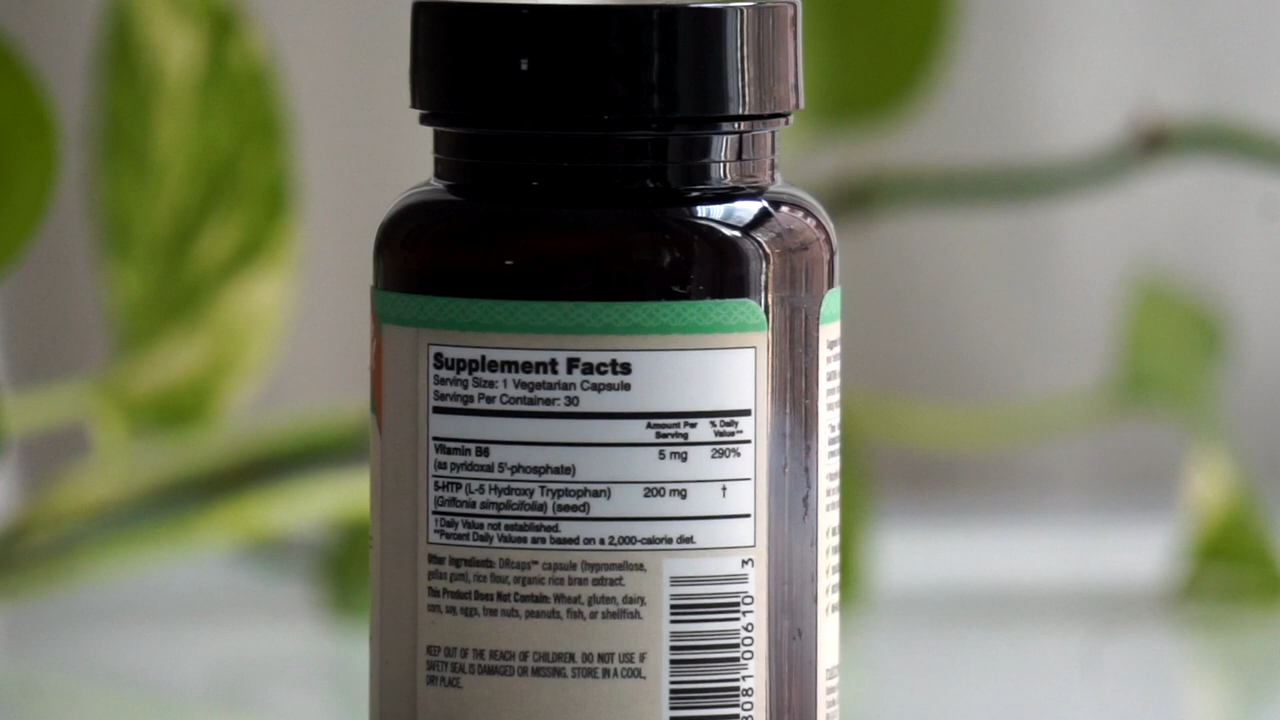 Supplement Facts
Serving Size: 1 Vegetarian Capsule
Servings Per Container: 30
Amount Per Serving
% Daily Value**
Vitamin B6 5 mg 290%
(as pyridoxal 5'-phosphate)
5-HTP (L-5 Hydroxy Tryptophan) 200 mg †
(Griffonia simplicifolia) (seed)
†Daily Value not established.
**Percent Daily Values are based on a 2,000-calorie diet.
Other Ingredients: DRcaps™ capsule (hypromellose,
gellan gum), rice flour, organic rice bran extract.
This Product Does Not Contain: Wheat, gluten, dairy,
corn, soy, eggs, tree nuts, peanuts, fish, or shellfish.
KEEP OUT OF THE REACH OF CHILDREN. DO NOT USE IF
SAFETY SEAL IS DAMAGED OR MISSING. STORE IN A COOL,
DRY PLACE.
8081 00610 3